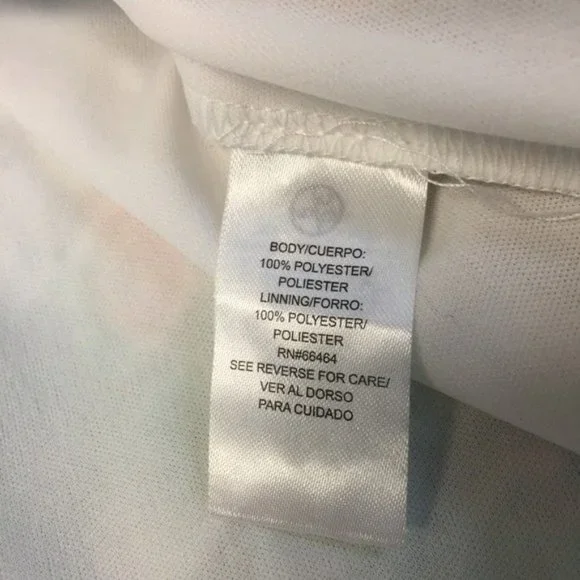 BODY/CUERPO:
100% POLYESTER/
POLIESTER
LINNING/FORRO:
100% POLYESTER/
POLIESTER
RN#66464
SEE REVERSE FOR CARE/
VER AL DORSO
PARA CUIDADO